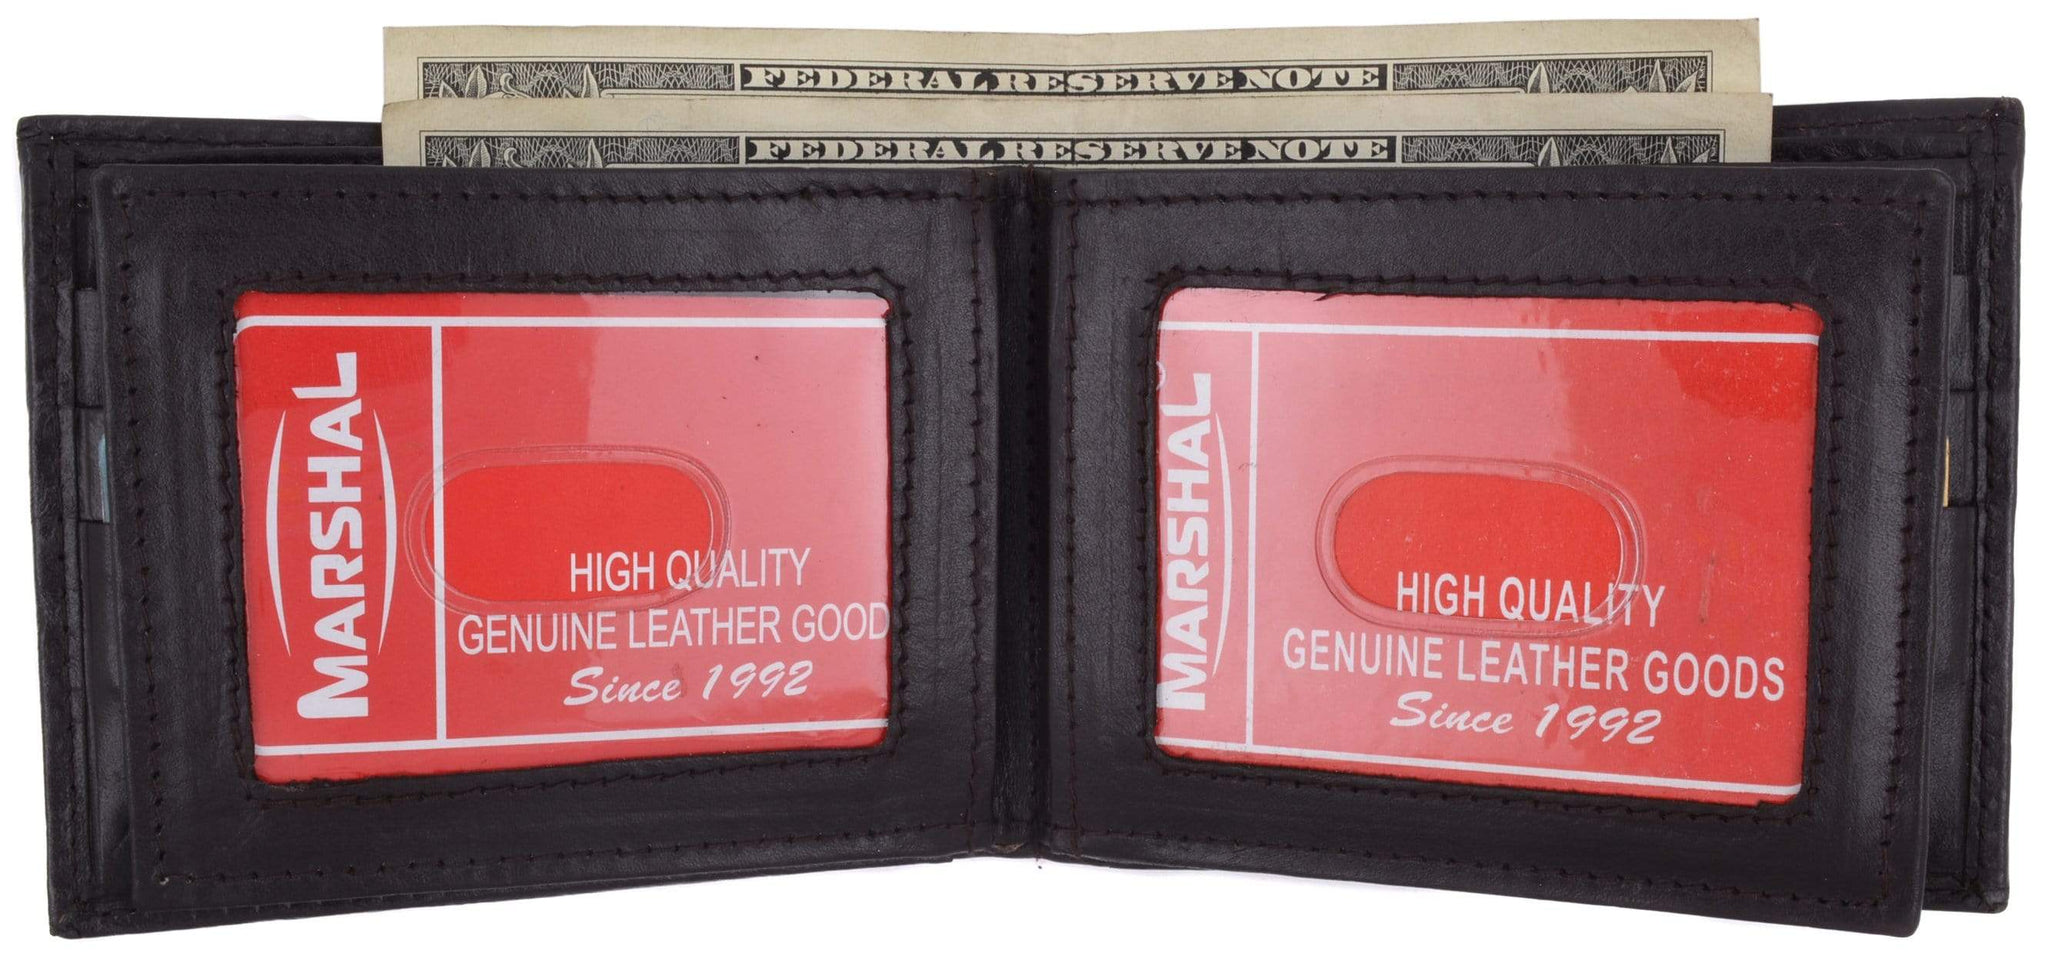 FEDERAL RESERVE NOTE
FEDERAL RESERVE NOTE
MARSHAL
HIGH QUALITY
GENUINE LEATHER GOOD
Since 1992
MARSHAL
HIGH QUALITY
GENUINE LEATHER GOODS
Since 1992